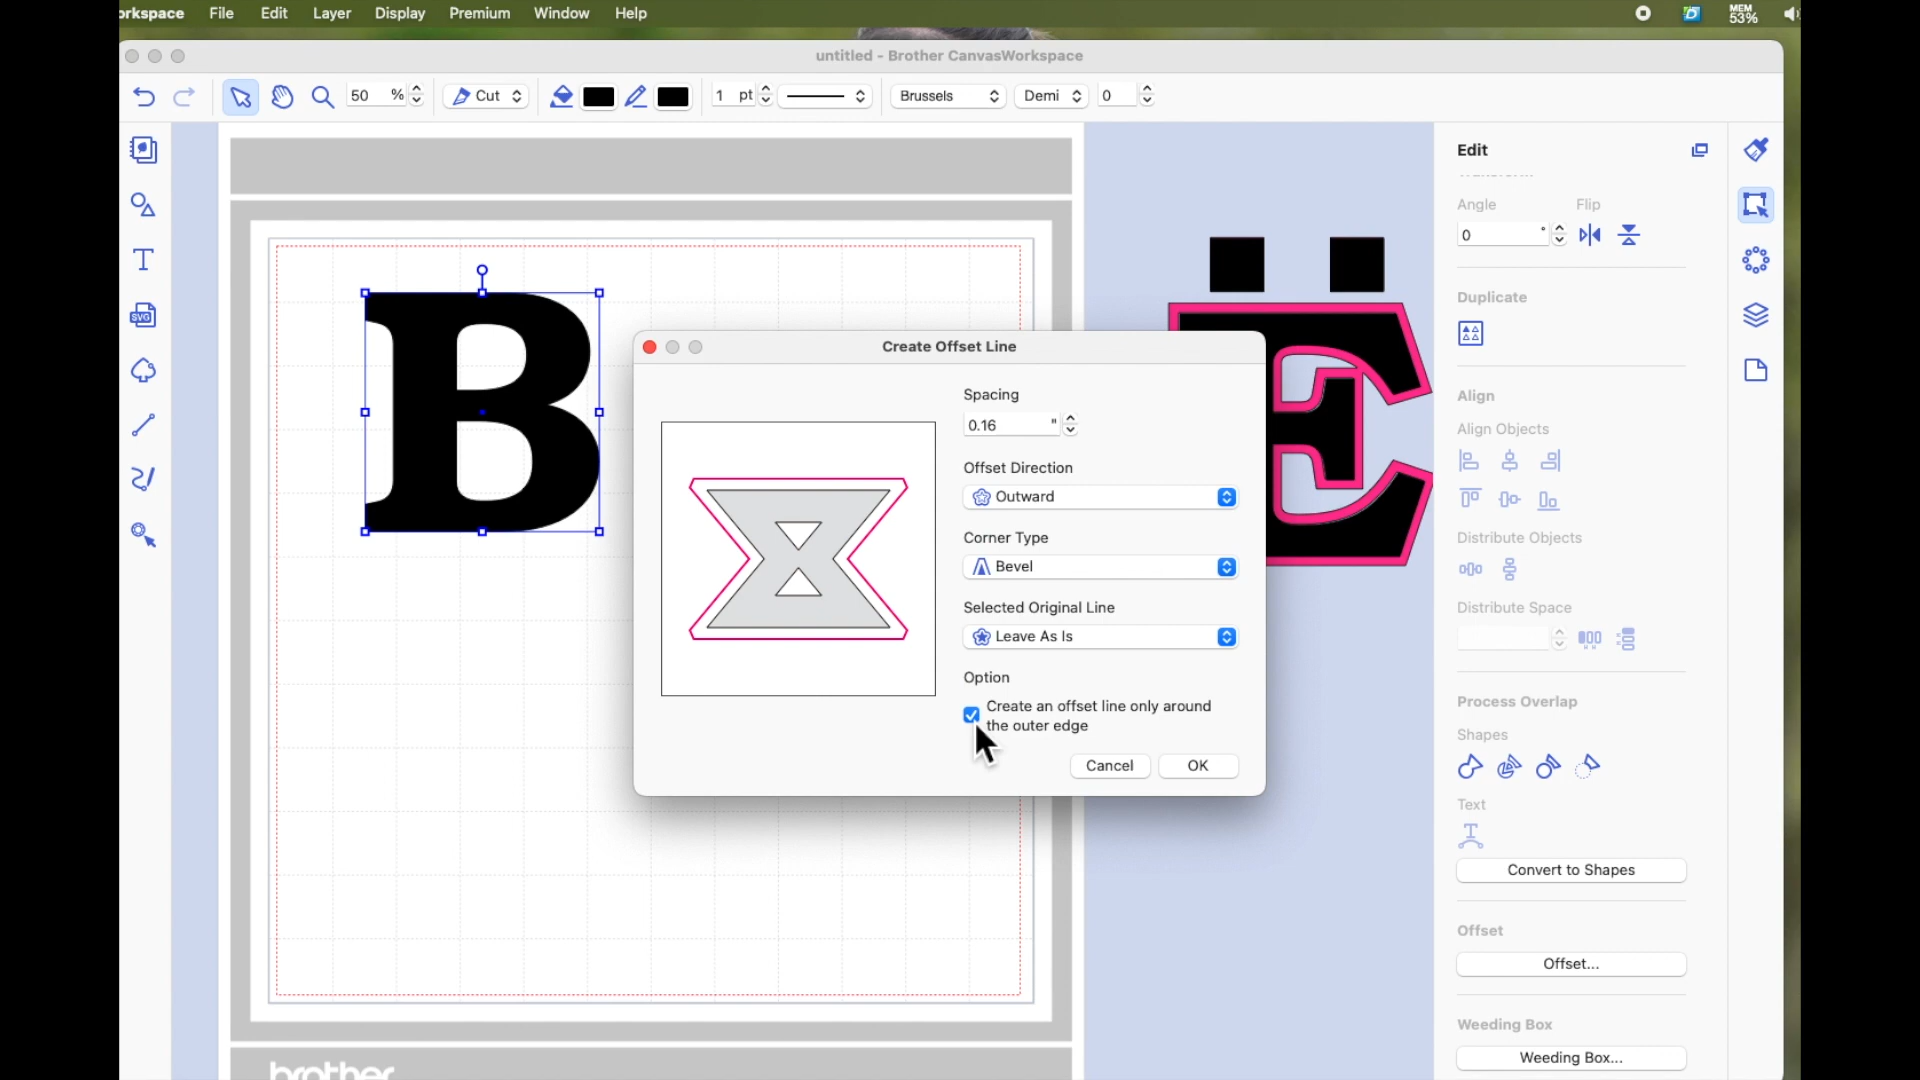 orkspace File Edit Layer Display Premium Window Help MEM 53%
untitled - Brother CanvasWorkspace
50 % Cut 1 pt Brussels Demi 0
Edit
Angle Flip
0 °
Duplicate
SVG
Create Offset Line
Spacing
0.16 "
Offset Direction
Outward
Corner Type
Bevel
Selected Original Line
Leave As Is
Option
Create an offset line only around
the outer edge
Cancel OK
B
Ë
Align
Align Objects
Distribute Objects
Distribute Space
Process Overlap
Shapes
Text
Convert to Shapes
Offset
Offset...
Weeding Box
Weeding Box...
brother